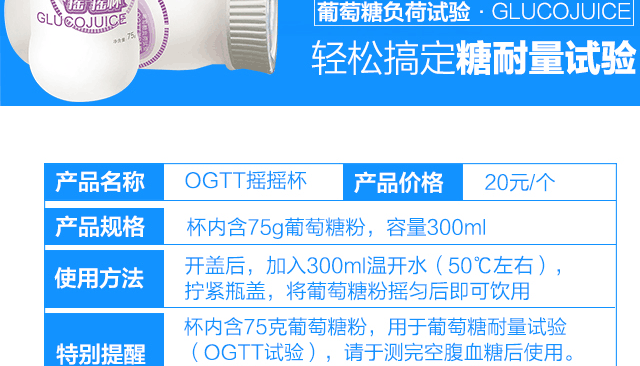 摇摇杯
GLUCOJUICE
75g
葡萄糖负荷试验 · GLUCOJUICE
轻松搞定糖耐量试验
产品名称 OGTT摇摇杯 产品价格 20元/个
产品规格 杯内含75g葡萄糖粉，容量300ml
使用方法 开盖后，加入300ml温开水（50℃左右），
拧紧瓶盖，将葡萄糖粉摇匀后即可饮用
特别提醒 杯内含75克葡萄糖粉，用于葡萄糖耐量试验
（OGTT试验），请于测完空腹血糖后使用。